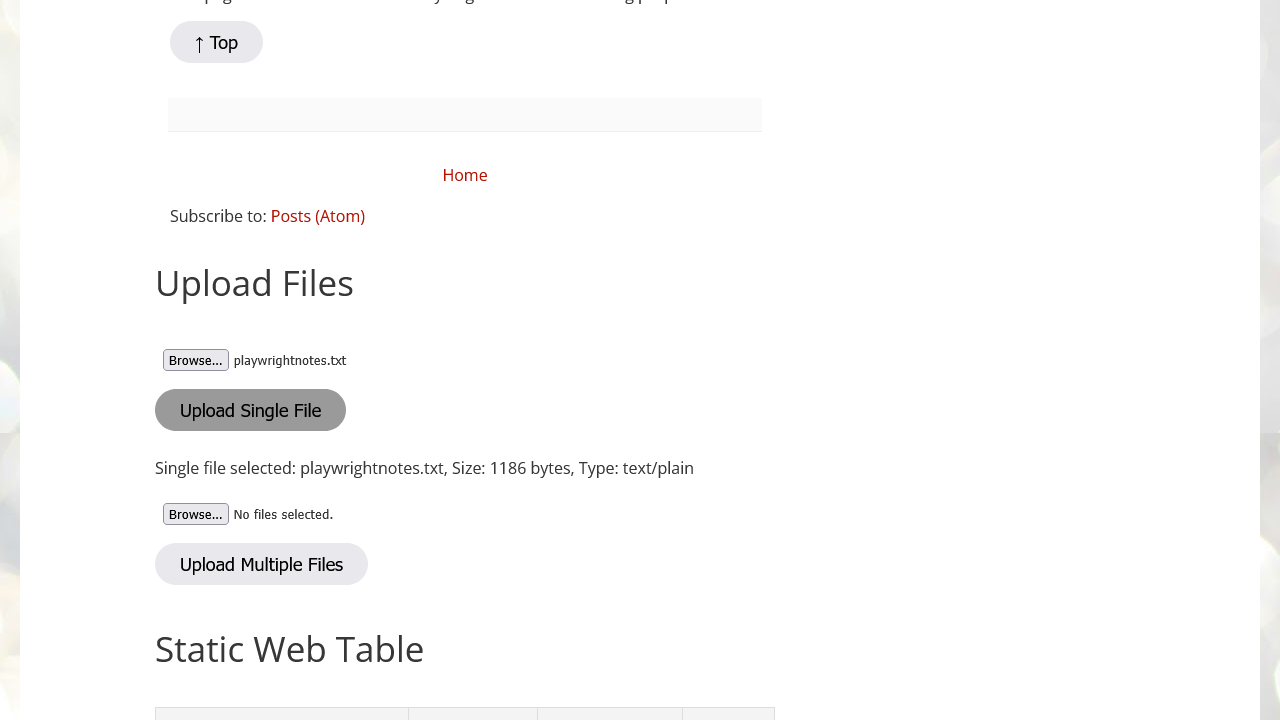 ↑ Top
Home
Subscribe to: Posts (Atom)
Upload Files
Browse... playwrightnotes.txt
Upload Single File
Single file selected: playwrightnotes.txt, Size: 1186 bytes, Type: text/plain
Browse... No files selected.
Upload Multiple Files
Static Web Table